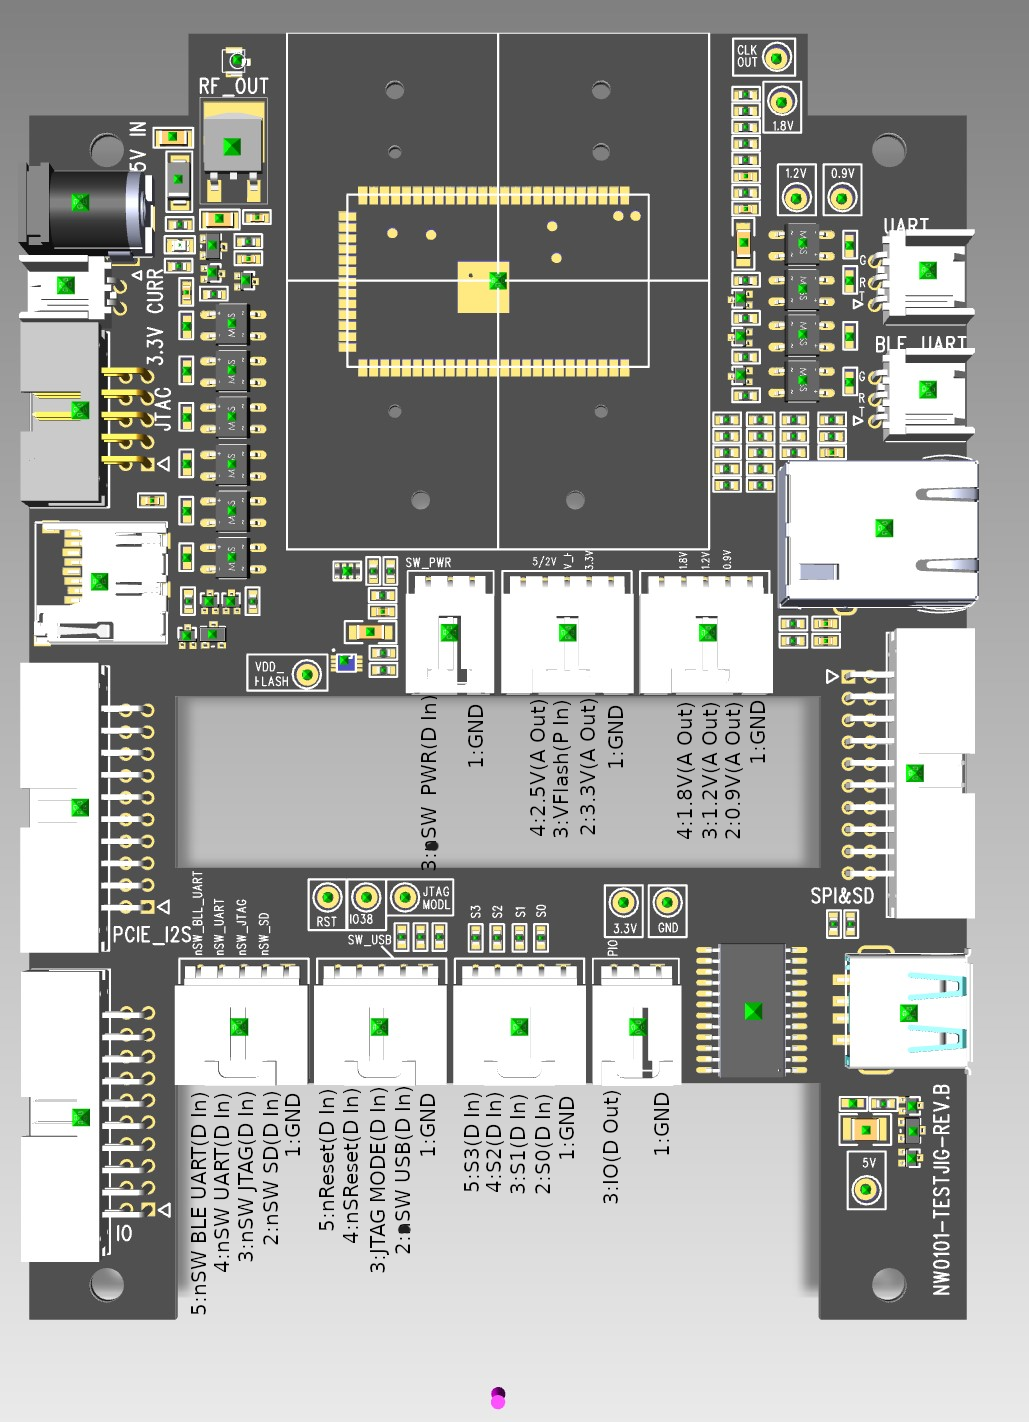 CLK
OUT
RF_OUT
1.8V
5V IN
1.2V
0.9V
UART
G
R
T
3.3V CURR
BLE UART
G
R
T
JTAG
SW_PWR
5/2V
3.3V
1.8V
1.2V
0.9V
VDD_
FLASH
3:nSW PWR(D In)
1:GND
4:2.5V(A Out)
3:VFlash(P In)
2:3.3V(A Out)
1:GND
4:1.8V(A Out)
3:1.2V(A Out)
2:0.9V(A Out)
1:GND
RST
IO38
JTAG
MODL
3.3V
GND
SPI&SD
PCIE_I2S
nSW_BLL_UART
nSW_UART
nSW_JTAG
nSW_SD
SW_USB
S3
S2
S1
S0
PIO
5:nSW BLE UART(D In)
4:nSW UART(D In)
3:nSW JTAG(D In)
2:nSW SD(D In)
1:GND
5:nReset(D In)
4:nSReset(D In)
3:JTAG MODE(D In)
2:nSW USB(D In)
1:GND
5:S3(D In)
4:S2(D In)
3:S1(D In)
2:S0(D In)
1:GND
3:IO(D Out)
1:GND
5V
IO
NW0101-TESTJIG-REV.B